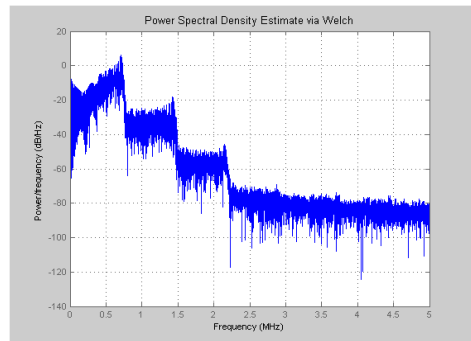 Power Spectral Density Estimate via Welch
20
0
-20
-40
-60
-80
-100
-120
-140
Power/frequency (dB/Hz)
0 0.5 1 1.5 2 2.5 3 3.5 4 4.5 5
Frequency (MHz)